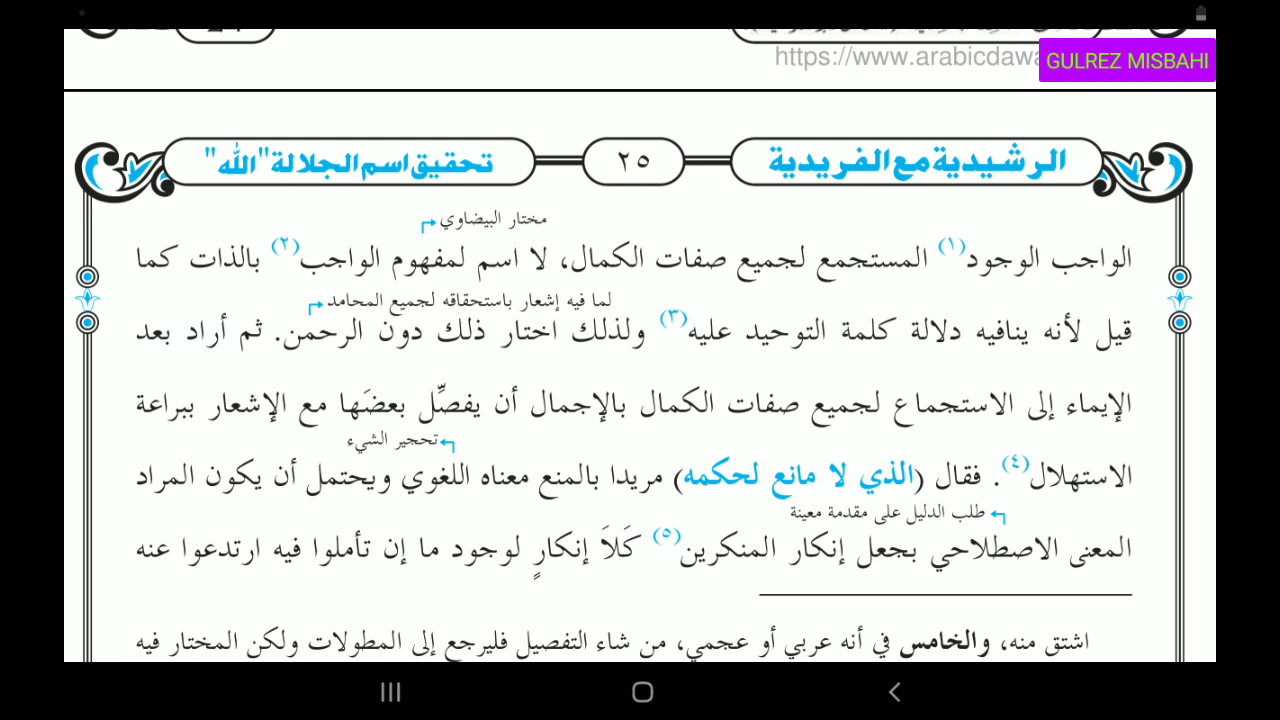 https://www.arabicdawa
GULREZ MISBAHI
الرشيدية مع الفريدية
٢٥
تحقيق اسم الجلالة "الله"
مختار البيضاوي
الواجب الوجود(١) المستجمع لجميع صفات الكمال، لا اسم لمفهوم الواجب(٢) بالذات كما
لما فيه إشعار باستحقاقه لجميع المحامد
قيل لأنه ينافيه دلالة كلمة التوحيد عليه(٣) ولذلك اختار ذلك دون الرحمن. ثم أراد بعد
الإيماء إلى الاستجماع لجميع صفات الكمال بالإجمال أن يفصِّل بعضَها مع الإشعار ببراعة
تحجير الشيء
الاستهلال(٤). فقال (الذي لا مانع لحكمه) مريدا بالمنع معناه اللغوي ويحتمل أن يكون المراد
طلب الدليل على مقدمة معينة
المعنى الاصطلاحي بجعل إنكار المنكرين(٥) كَلَا إنكارٍ لوجود ما إن تأملوا فيه ارتدعوا عنه
اشتق منه، والخامس في أنه عربي أو عجمي، من شاء التفصيل فليرجع إلى المطولات ولكن المختار فيه